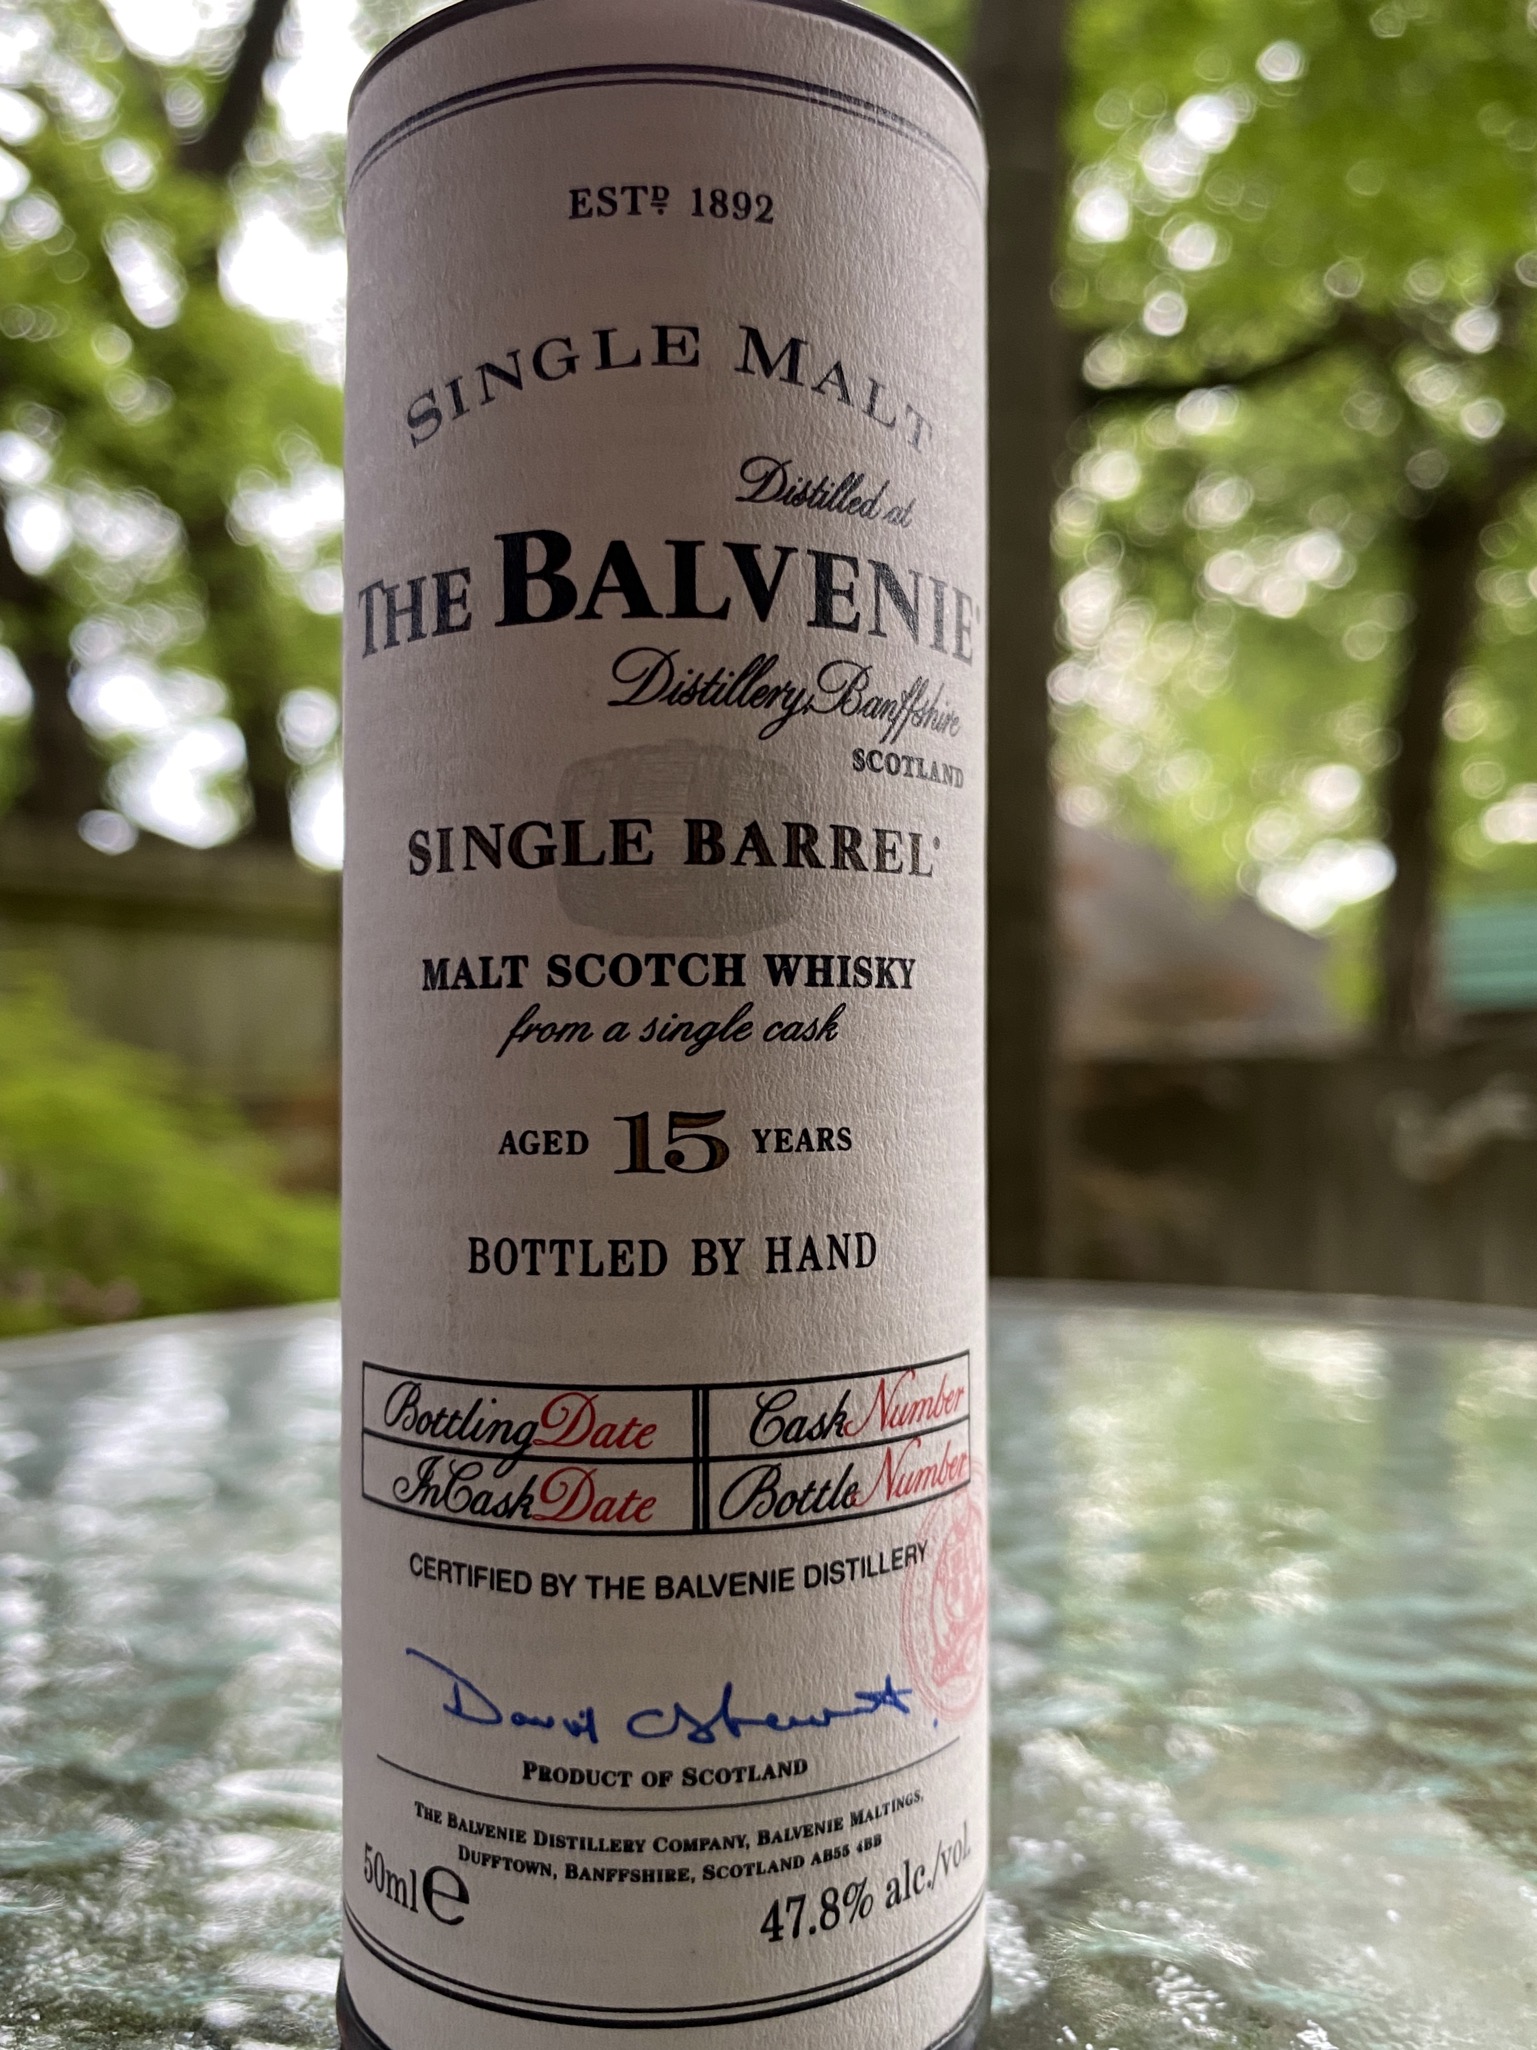 ESTᴰ 1892
SINGLE MALT
Distilled at
THE BALVENIE®
Distillery, Banffshire
SCOTLAND
SINGLE BARREL®
MALT SCOTCH WHISKY
from a single cask
AGED 15 YEARS
BOTTLED BY HAND
Bottling Date Cask Number
In Cask Date Bottle Number
CERTIFIED BY THE BALVENIE DISTILLERY
David C Stewart.
PRODUCT OF SCOTLAND
THE BALVENIE DISTILLERY COMPANY, BALVENIE MALTINGS,
DUFFTOWN, BANFFSHIRE, SCOTLAND AB55 4BB
50ml e 47.8% alc./vol.